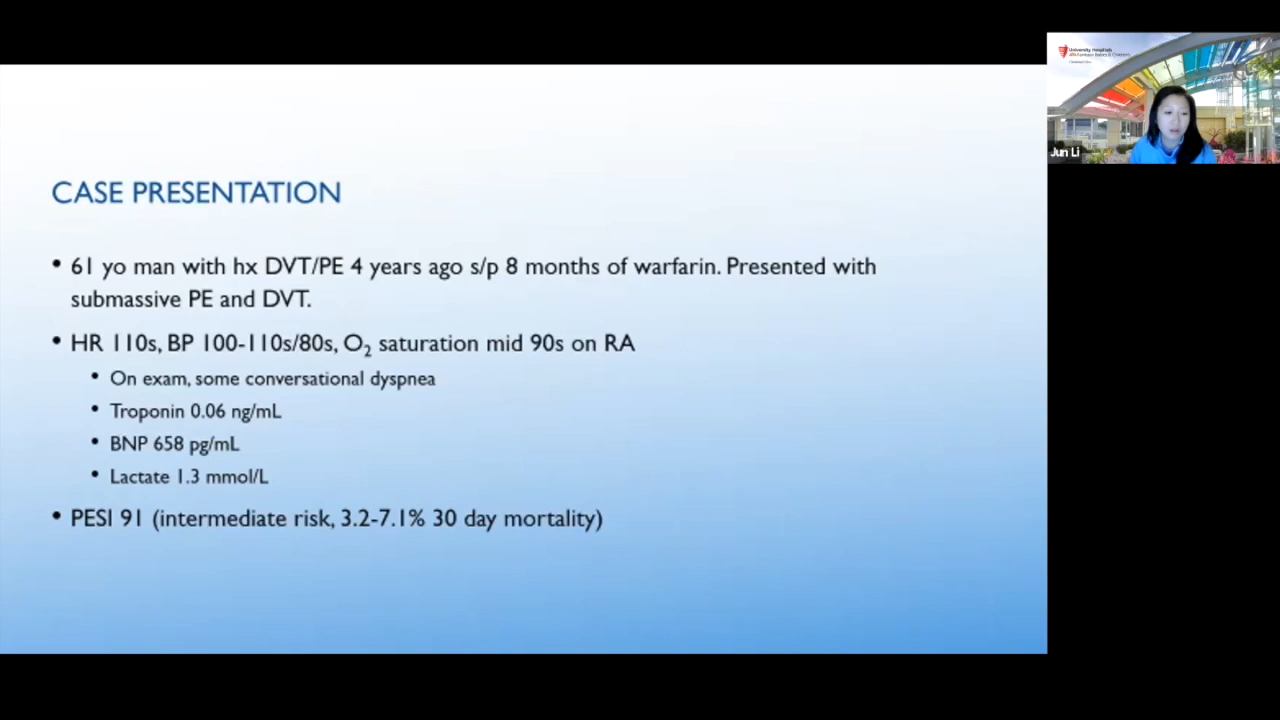 University Hospitals
CASE PRESENTATION
• 61 yo man with hx DVT/PE 4 years ago s/p 8 months of warfarin. Presented with
submassive PE and DVT.
• HR 110s, BP 100-110s/80s, O₂ saturation mid 90s on RA
• On exam, some conversational dyspnea
• Troponin 0.06 ng/mL
• BNP 658 pg/mL
• Lactate 1.3 mmol/L
• PESI 91 (intermediate risk, 3.2-7.1% 30 day mortality)
Jun Li